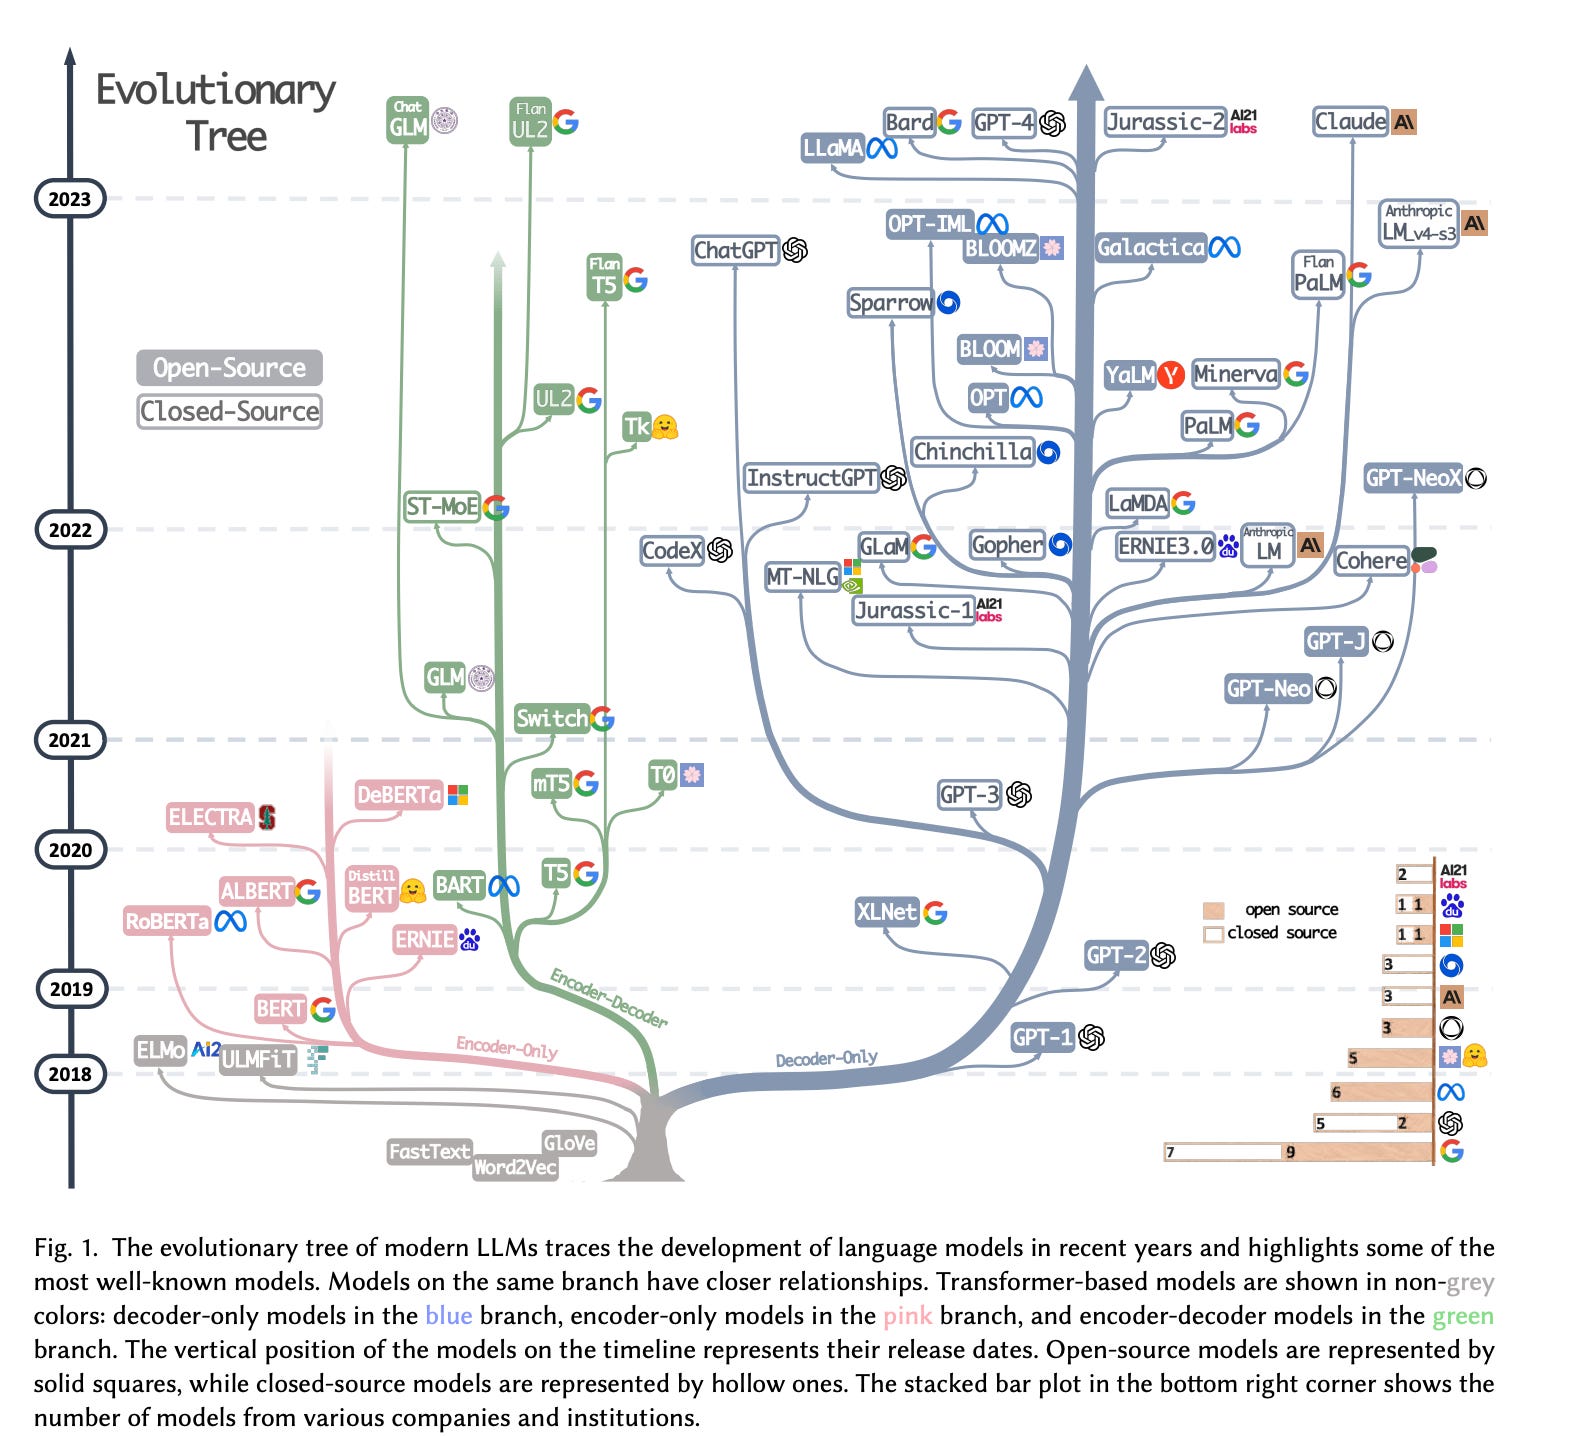 Evolutionary
Tree
Chat
GLM
Flan
UL2
Bard
GPT-4
Jurassic-2
AI21
labs
Claude
A\
LLaMA
2023
Anthropic
LM_v4-s3
A\
OPT-IML
ChatGPT
BLOOMZ
Galactica
Flan
T5
Flan
PaLM
Sparrow
Open-Source
Closed-Source
BLOOM
YaLM
Y
Minerva
UL2
OPT
Tk
PaLM
Chinchilla
InstructGPT
GPT-NeoX
ST-MoE
LaMDA
2022
CodeX
GLaM
Gopher
ERNIE3.0
du
Anthropic
LM
A\
Cohere
MT-NLG
Jurassic-1
AI21
labs
GPT-J
GLM
GPT-Neo
Switch
2021
mT5
T0
DeBERTa
GPT-3
ELECTRA
S
2020
ALBERT
Distill
BERT
BART
T5
RoBERTa
XLNet
ERNIE
du
GPT-2
2019
Encoder-Decoder
BERT
GPT-1
ELMo
Ai2
ULMFiT
Encoder-Only
Decoder-Only
2018
FastText
Word2Vec
GloVe
open source
closed source
2
AI21
labs
1 1
du
1 1
3
3
A\
3
5
6
5 2
7 9
Fig. 1. The evolutionary tree of modern LLMs traces the development of language models in recent years and highlights some of the
most well-known models. Models on the same branch have closer relationships. Transformer-based models are shown in non-grey
colors: decoder-only models in the blue branch, encoder-only models in the pink branch, and encoder-decoder models in the green
branch. The vertical position of the models on the timeline represents their release dates. Open-source models are represented by
solid squares, while closed-source models are represented by hollow ones. The stacked bar plot in the bottom right corner shows the
number of models from various companies and institutions.